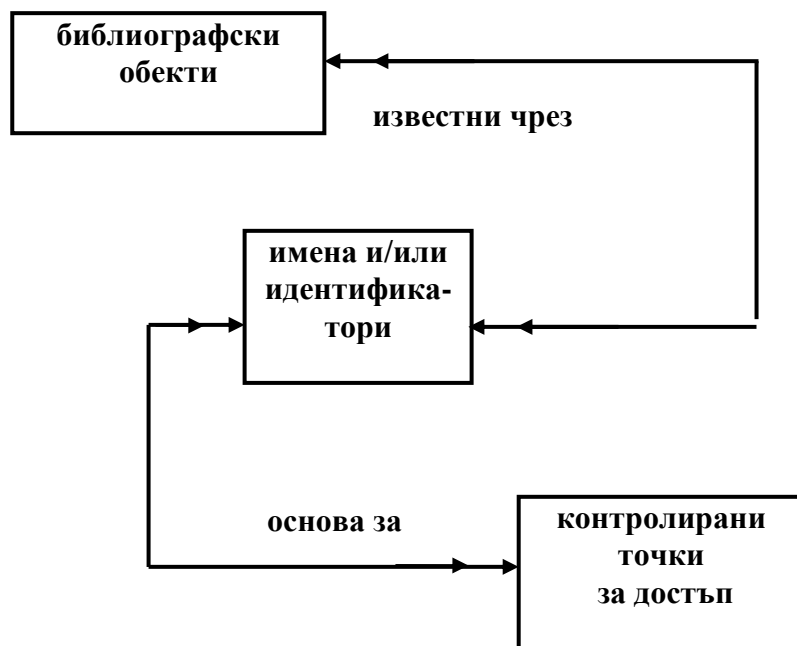 библиографски
обекти
известни чрез
имена и/или
идентифика-
тори
основа за
контролирани
точки
за достъп